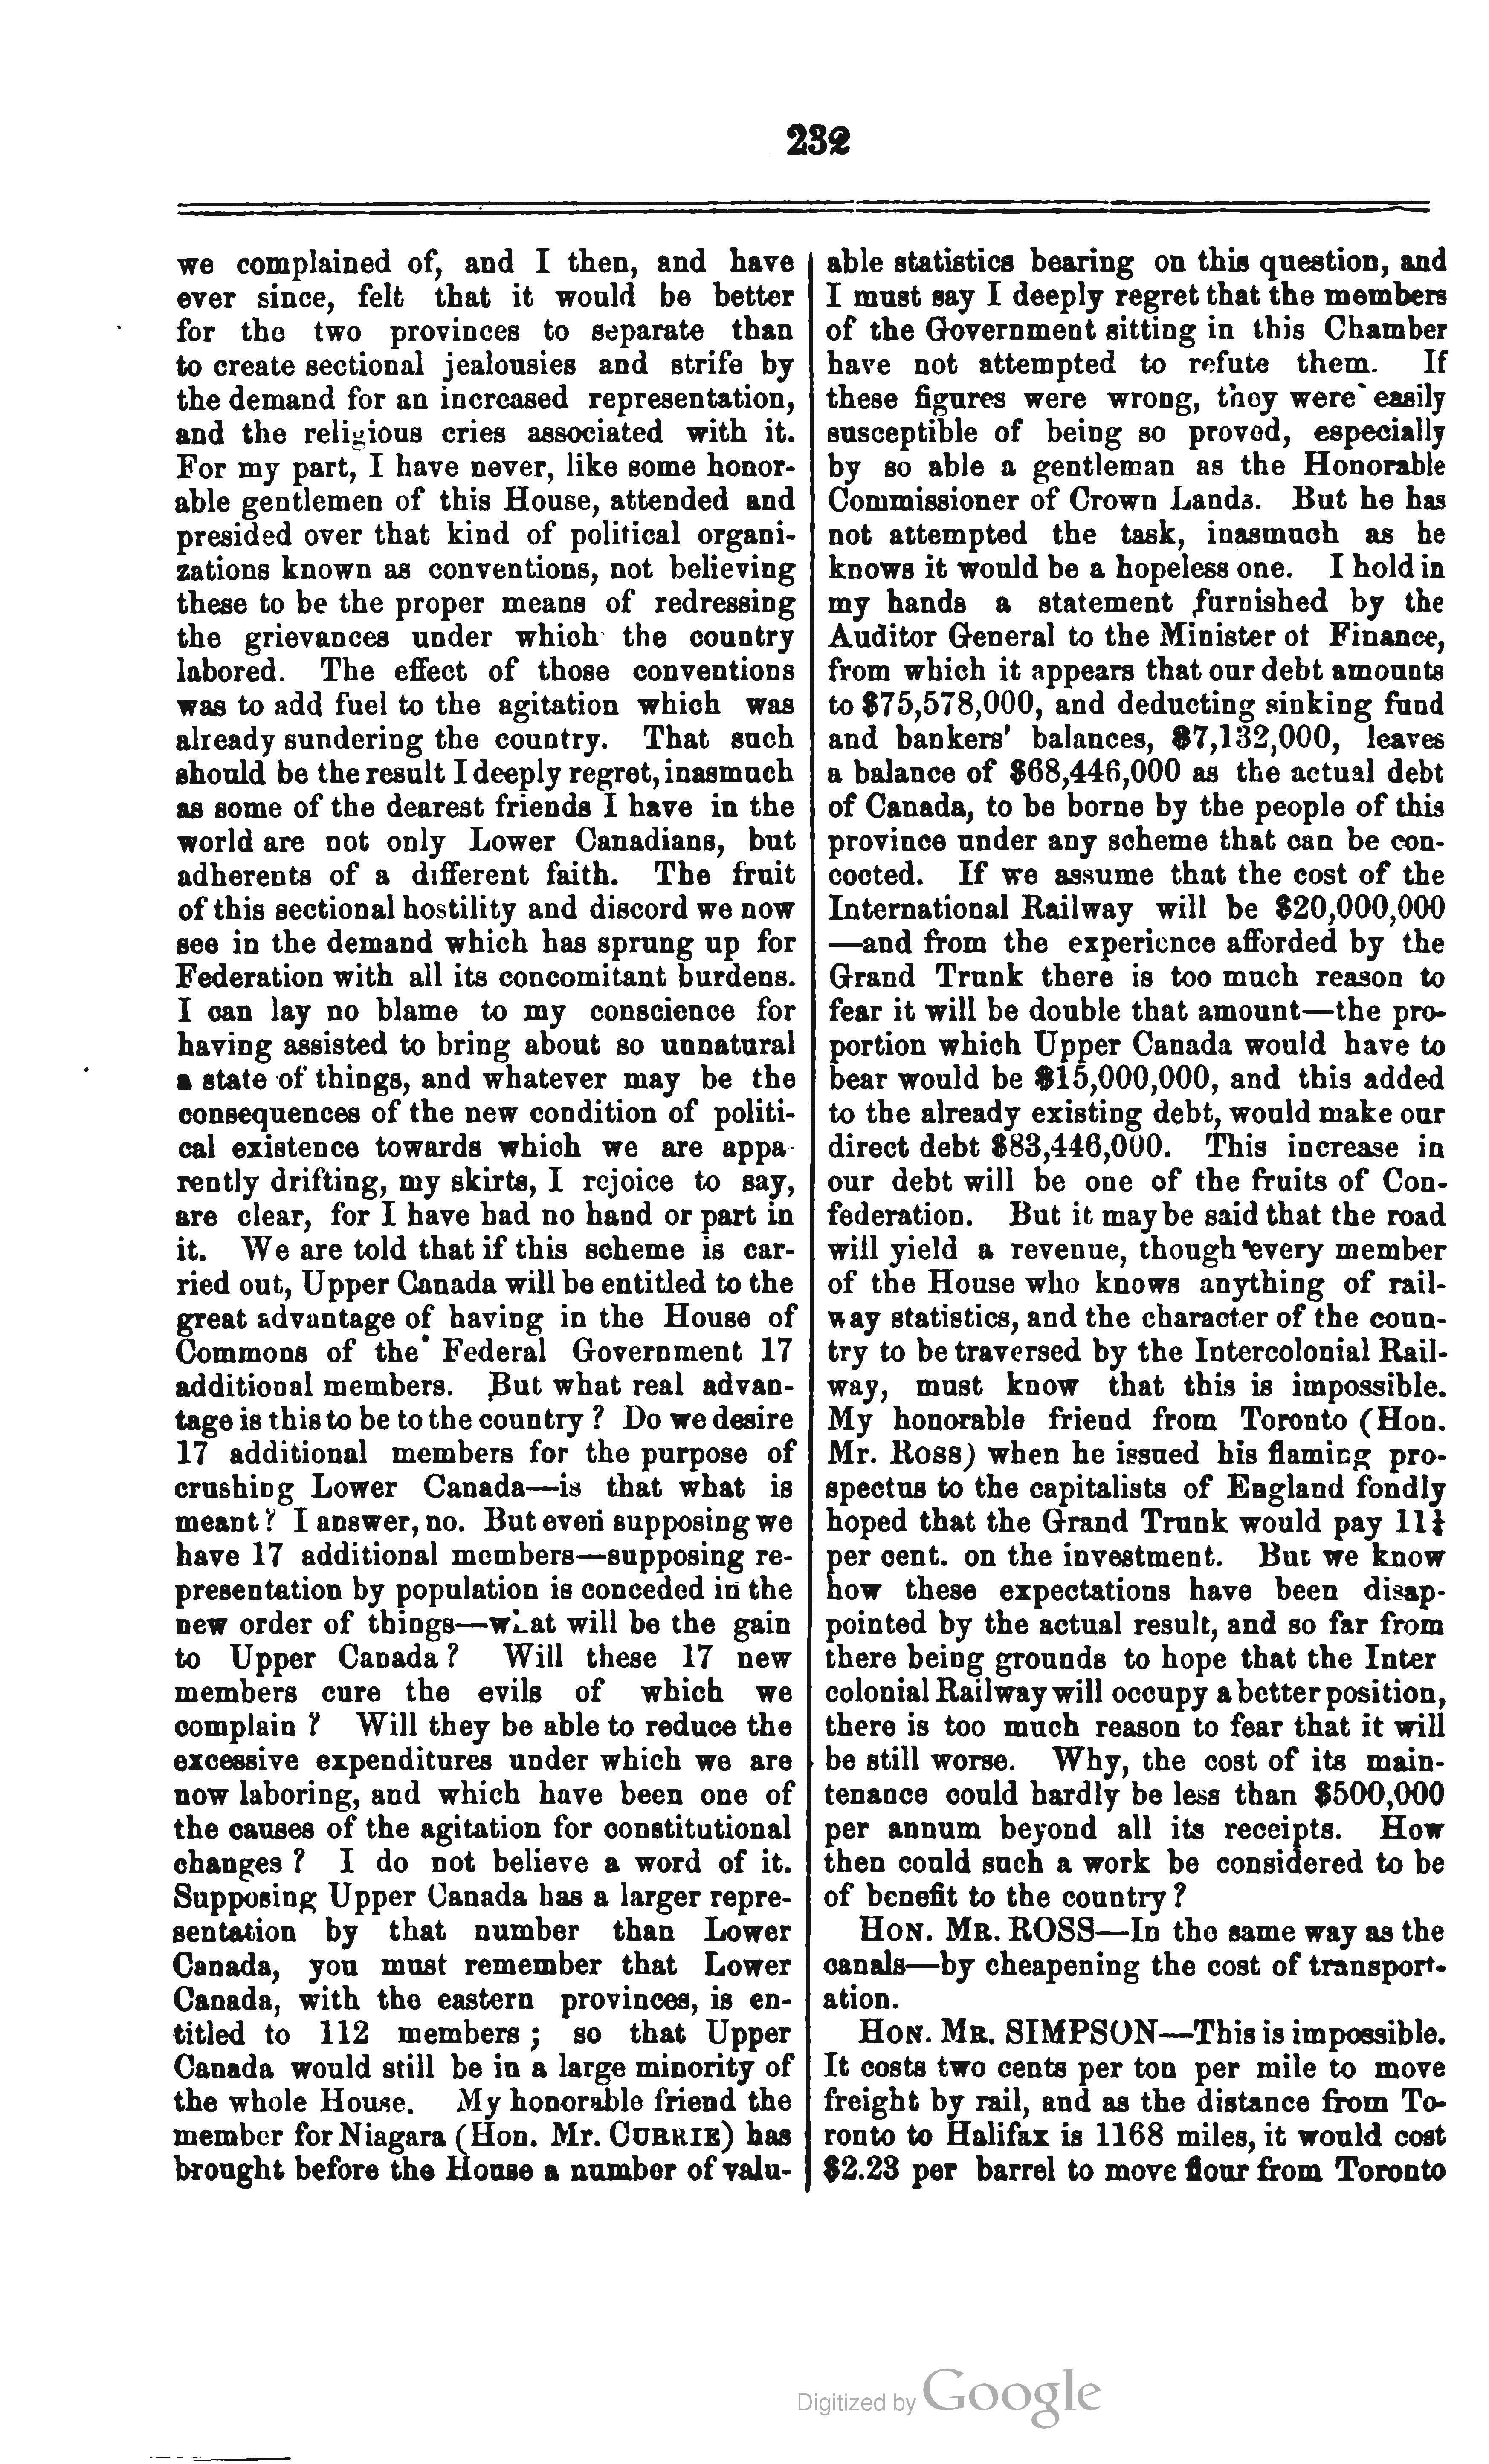 232
we complained of, and I then, and have
ever since, felt that it would be better
for the two provinces to separate than
to create sectional jealousies and strife by
the demand for an increased representation,
and the religious cries associated with it.
For my part, I have never, like some honor-
able gentlemen of this House, attended and
presided over that kind of political organi-
zations known as conventions, not believing
these to be the proper means of redressing
the grievances under which the country
labored. The effect of those conventions
was to add fuel to the agitation which was
already sundering the country. That such
should be the result I deeply regret, inasmuch
as some of the dearest friends I have in the
world are not only Lower Canadians, but
adherents of a different faith. The fruit
of this sectional hostility and discord we now
see in the demand which has sprung up for
Federation with all its concomitant burdens.
I can lay no blame to my conscience for
having assisted to bring about so unnatural
a state of things, and whatever may be the
consequences of the new condition of politi-
cal existence towards which we are appa-
rently drifting, my skirts, I rejoice to say,
are clear, for I have had no hand or part in
it. We are told that if this scheme is car-
ried out, Upper Canada will be entitled to the
great advantage of having in the House of
Commons of the Federal Government 17
additional members. But what real advan-
tage is this to be to the country? Do we desire
17 additional members for the purpose of
crushing Lower Canada—is that what is
meant? I answer, no. But even supposing we
have 17 additional members—supposing re-
presentation by population is conceded in the
new order of things—what will be the gain
to Upper Canada? Will these 17 new
members cure the evils of which we
complain? Will they be able to reduce the
excessive expenditures under which we are
now laboring, and which have been one of
the causes of the agitation for constitutional
changes? I do not believe a word of it.
Supposing Upper Canada has a larger repre-
sentation by that number than Lower
Canada, you must remember that Lower
Canada, with the eastern provinces, is en-
titled to 112 members; so that Upper
Canada would still be in a large minority of
the whole House. My honorable friend the
member for Niagara (Hon. Mr. CURRIE) has
brought before the House a number of valu-
able statistics bearing on this question, and
I must say I deeply regret that the members
of the Government sitting in this Chamber
have not attempted to refute them. If
these figures were wrong, they were easily
susceptible of being so proved, especially
by so able a gentleman as the Honorable
Commissioner of Crown Lands. But he has
not attempted the task, inasmuch as he
knows it would be a hopeless one. I hold in
my hands a statement furnished by the
Auditor General to the Minister of Finance,
from which it appears that our debt amounts
to $75,578,000, and deducting sinking fund
and bankers' balances, $7,132,000, leaves
a balance of $68,446,000 as the actual debt
of Canada, to be borne by the people of this
province under any scheme that can be con-
cocted. If we assume that the cost of the
International Railway will be $20,000,000
—and from the experience afforded by the
Grand Trunk there is too much reason to
fear it will be double that amount—the pro-
portion which Upper Canada would have to
bear would be $15,000,000, and this added
to the already existing debt, would make our
direct debt $83,446,000. This increase in
our debt will be one of the fruits of Con-
federation. But it may be said that the road
will yield a revenue, though every member
of the House who knows anything of rail-
way statistics, and the character of the coun-
try to be traversed by the Intercolonial Rail-
way, must know that this is impossible.
My honorable friend from Toronto (Hon.
Mr. Ross) when he issued his flaming pro-
spectus to the capitalists of England fondly
hoped that the Grand Trunk would pay
per cent. on the investment. But we know
how these expectations have been disap-
pointed by the actual result, and so far from
there being grounds to hope that the Inter
colonial Railway will occupy a better position,
there is too much reason to fear that it will
be still worse. Why, the cost of its main-
tenance could hardly be less than $500,000
per annum beyond all its receipts. How
then could such a work be considered to be
of benefit to the country?
HON. MR. ROSS—In the same way as the
canals—by cheapening the cost of transport-
ation.
HON. MR. SIMPSON—This is impossible.
It costs two cents per ton per mile to move
freight by rail, and as the distance from To-
ronto to Halifax is 1168 miles, it would cost
$2.23 per barrel to move flour from Toronto
Digitized by Google